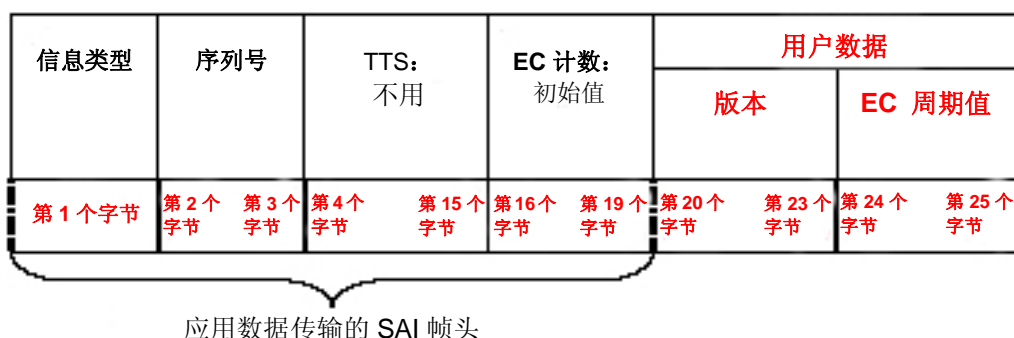 信息类型 序列号 TTS： EC 计数： 用户数据
不用 初始值 版本 EC 周期值
第 1 个字节 第 2 个 第 3 个 第 4 个 第 15 个 第 16 个 第 19 个 第 20 个 第 23 个 第 24 个 第 25 个
字节 字节 字节 字节 字节 字节 字节 字节 字节 字节
应用数据传输的 SAI 帧头